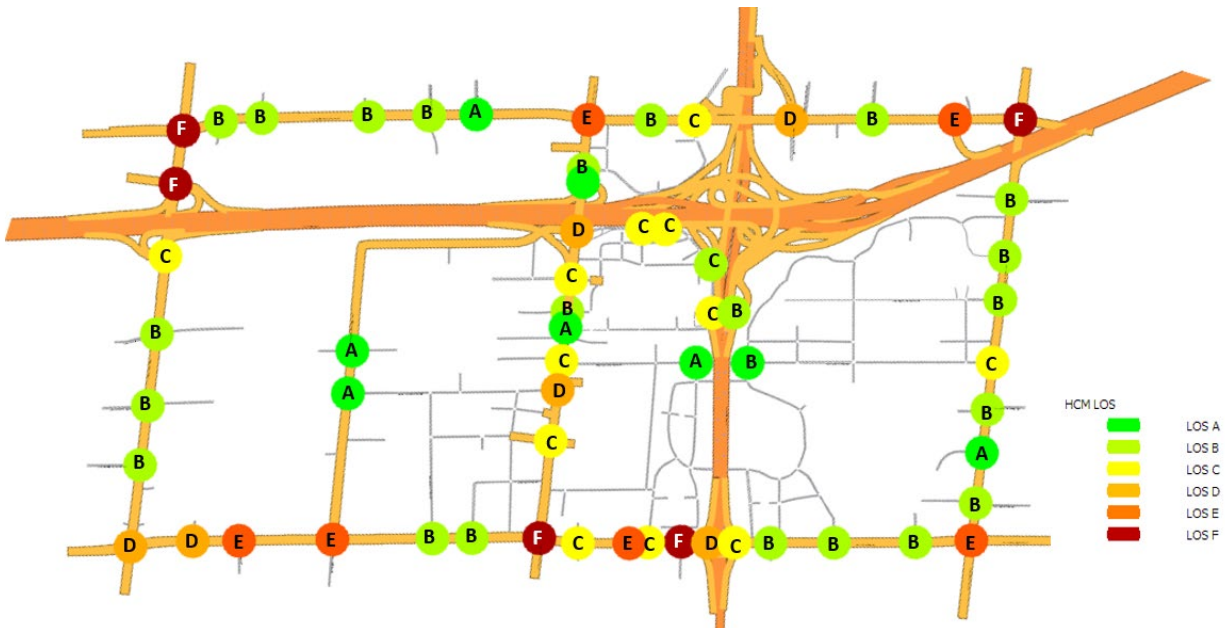 F B B B B A E B C D B E F
F B B
D C C B
C C C
B C B
B A
A C A B C
A D B
B C A
B B
D D E E B B F C E C F D C B B B E
HCM LOS
LOS A
LOS B
LOS C
LOS D
LOS E
LOS F